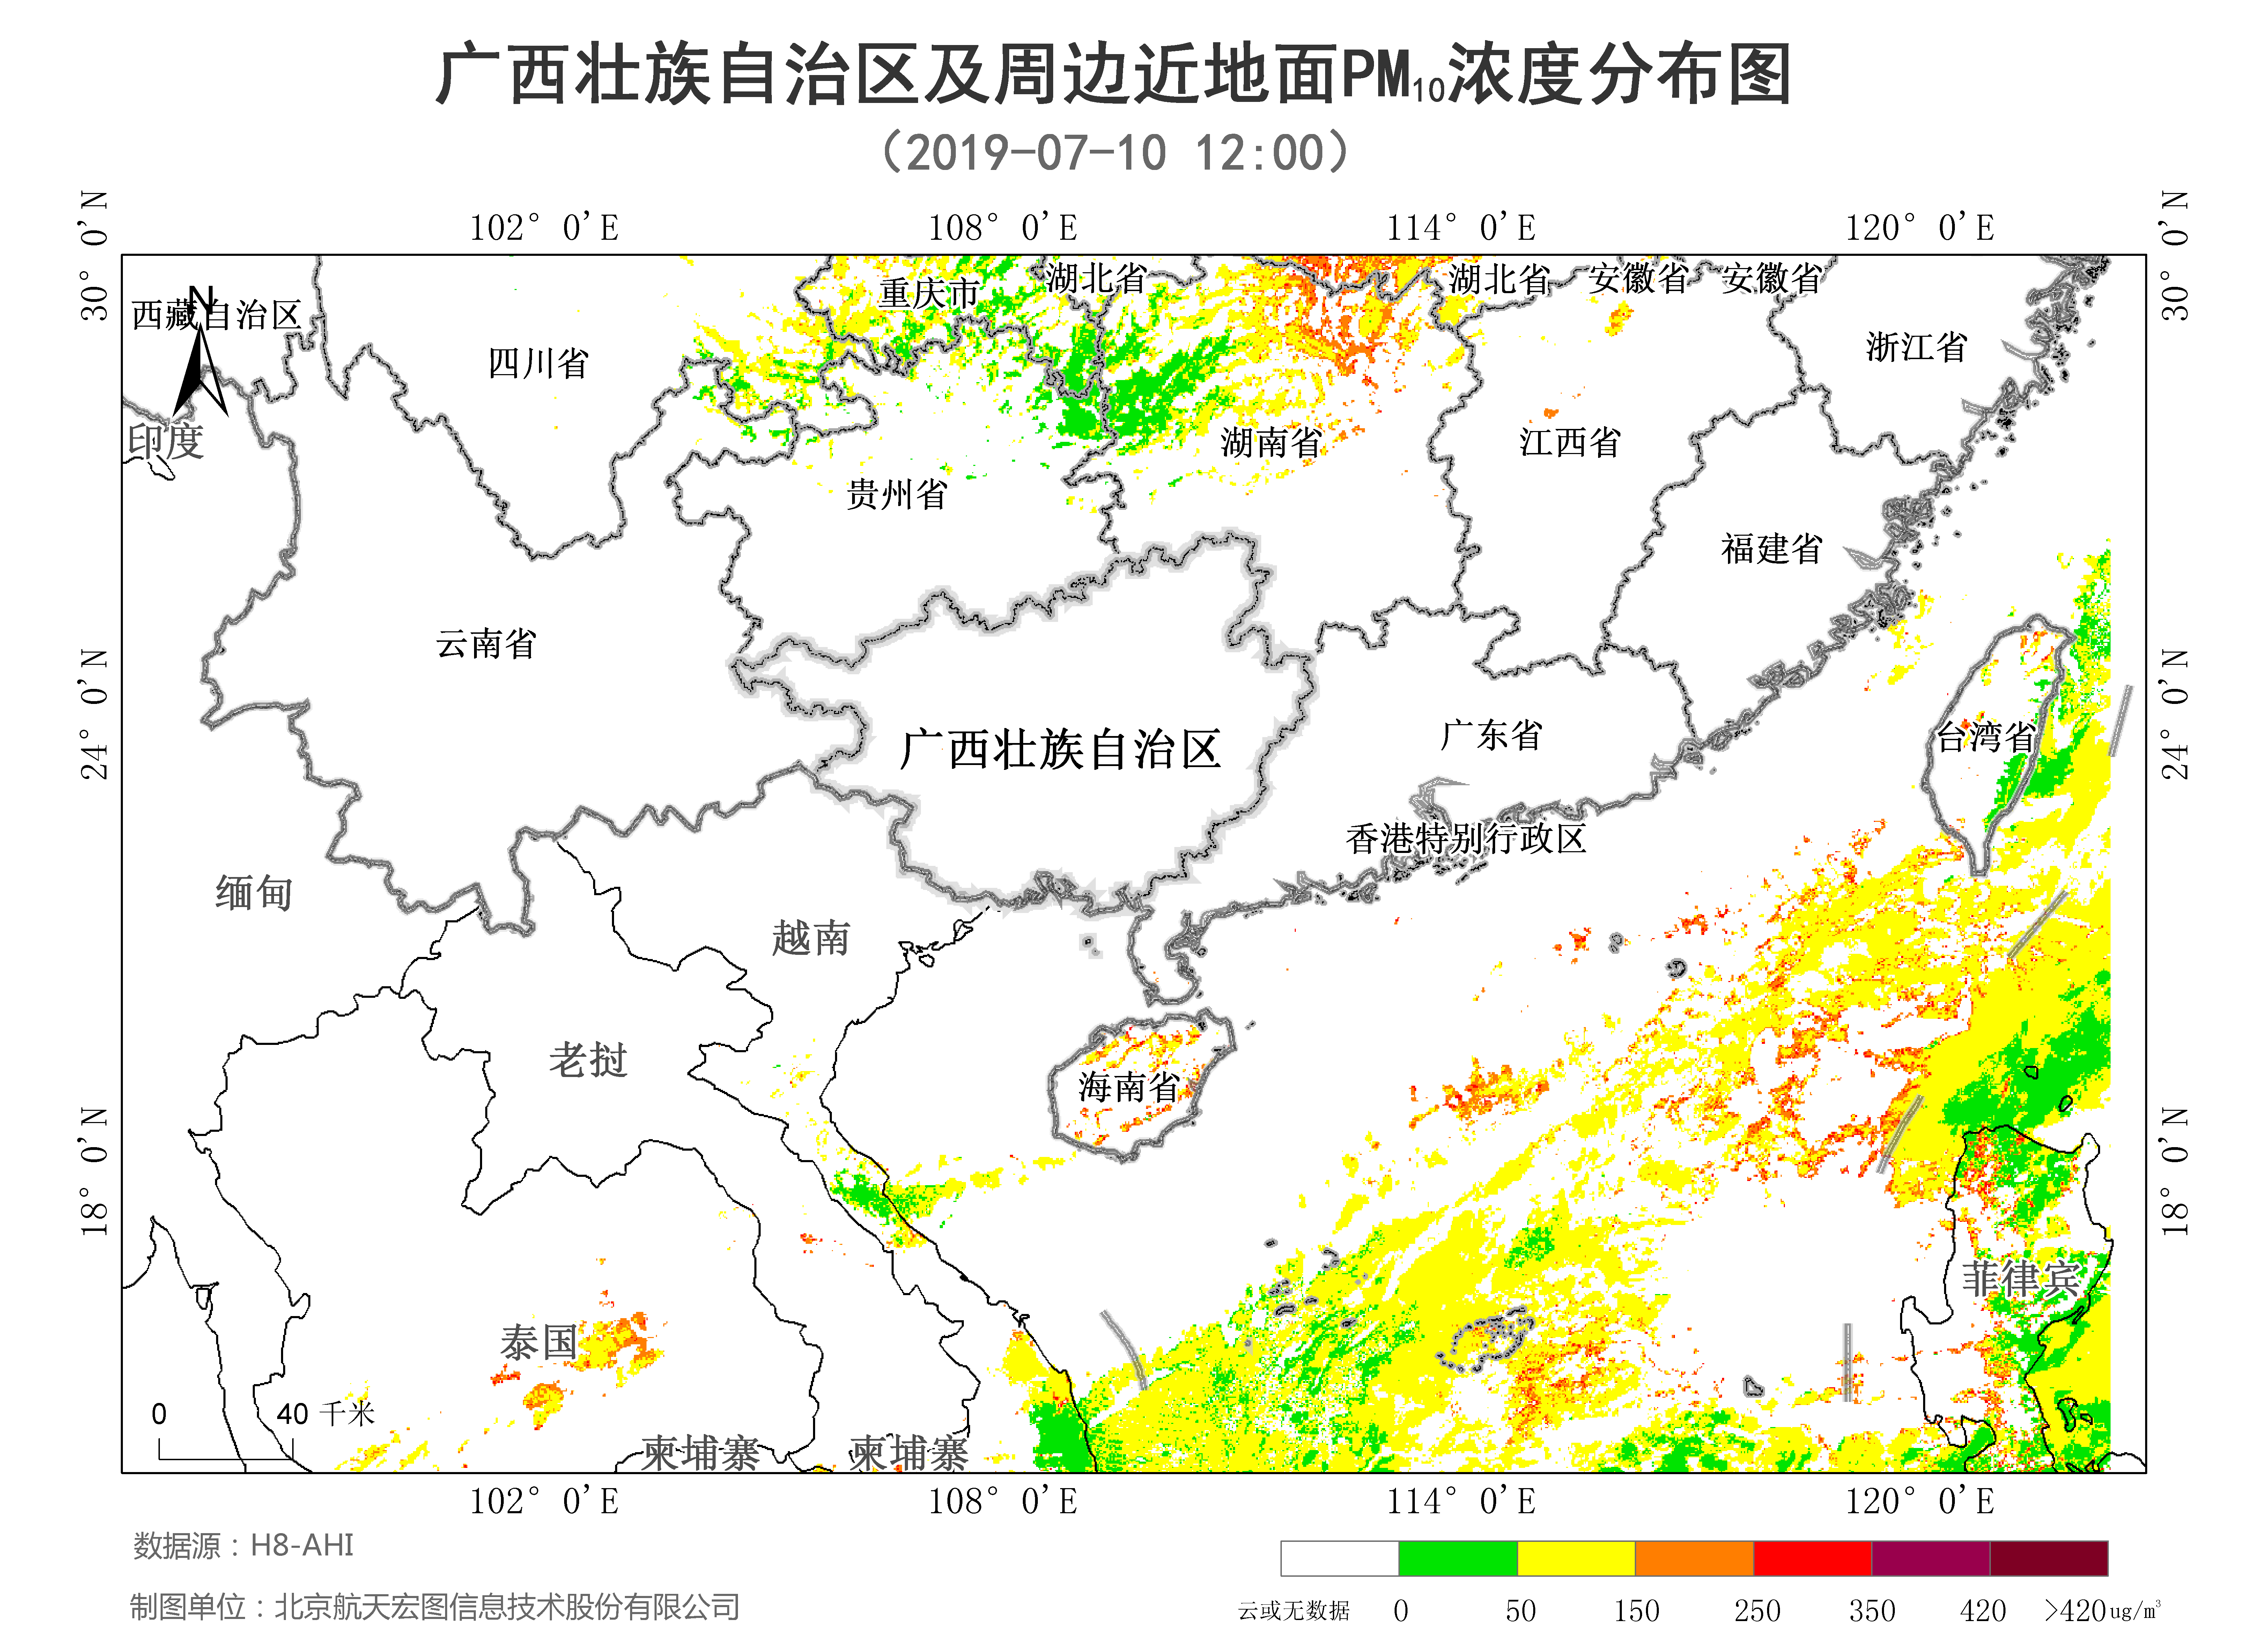 广西壮族自治区及周边近地面PM10浓度分布图
(2019-07-10 12:00)
102° 0'E 108° 0'E 114° 0'E 120° 0'E
30° 0'N 30° 0'N
N
西藏自治区
重庆市
湖北省
湖北省
安徽省
安徽省
四川省
浙江省
印度
湖南省
江西省
贵州省
福建省
云南省
24° 0'N 24° 0'N
广西壮族自治区
广东省
台湾省
香港特别行政区
缅甸
越南
老挝
海南省
18° 0'N 18° 0'N
菲律宾
泰国
0 40 千米
柬埔寨
柬埔寨
102° 0'E 108° 0'E 114° 0'E 120° 0'E
数据源：H8-AHI
制图单位：北京航天宏图信息技术股份有限公司
云或无数据 0 50 150 250 350 420 >420 ug/m³